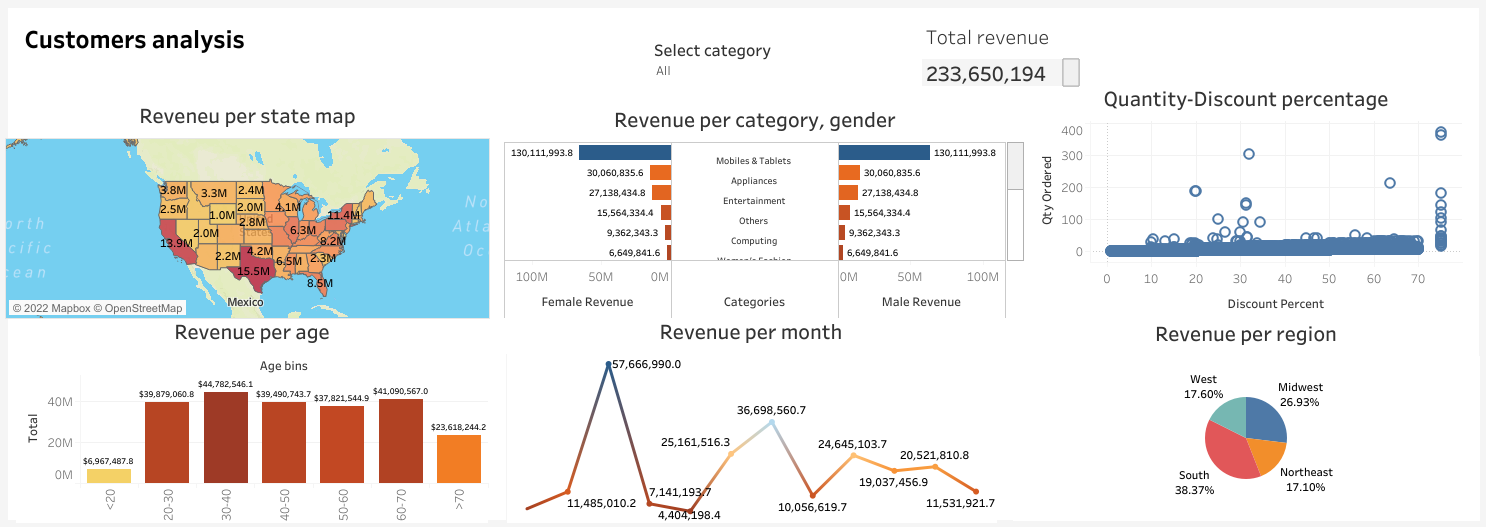 Customers analysis
Select category
All
Total revenue
233,650,194
Reveneu per state map
3.8M
3.3M
2.4M
4.1M
11.4M
2.5M
1.0M
2.0M
2.8M
6.3M
8.2M
13.9M
2.0M
2.2M
4.2M
6.5M
2.3M
15.5M
8.5M
Mexico
© 2022 Mapbox © OpenStreetMap
Revenue per category, gender
130,111,993.8
Mobiles & Tablets
130,111,993.8
30,060,835.6
Appliances
30,060,835.6
27,138,434.8
Entertainment
27,138,434.8
15,564,334.4
Others
15,564,334.4
9,362,343.3
Computing
9,362,343.3
6,649,841.6
Women's Fashion
6,649,841.6
100M 50M 0M
0M 50M 100M
Female Revenue
Categories
Male Revenue
Quantity-Discount percentage
Qty Ordered
400
300
200
100
0
0 10 20 30 40 50 60 70
Discount Percent
Revenue per age
Age bins
Total
40M
20M
0M
$6,967,487.8
$39,879,060.8
$44,782,546.1
$39,490,743.7
$37,821,544.9
$41,090,567.0
$23,618,244.2
<20
20-30
30-40
40-50
50-60
60-70
>70
Revenue per month
57,666,990.0
36,698,560.7
25,161,516.3
24,645,103.7
20,521,810.8
19,037,456.9
11,485,010.2
7,141,193.7
4,404,198.4
10,056,619.7
11,531,921.7
Revenue per region
West
17.60%
Midwest
26.93%
Northeast
17.10%
South
38.37%